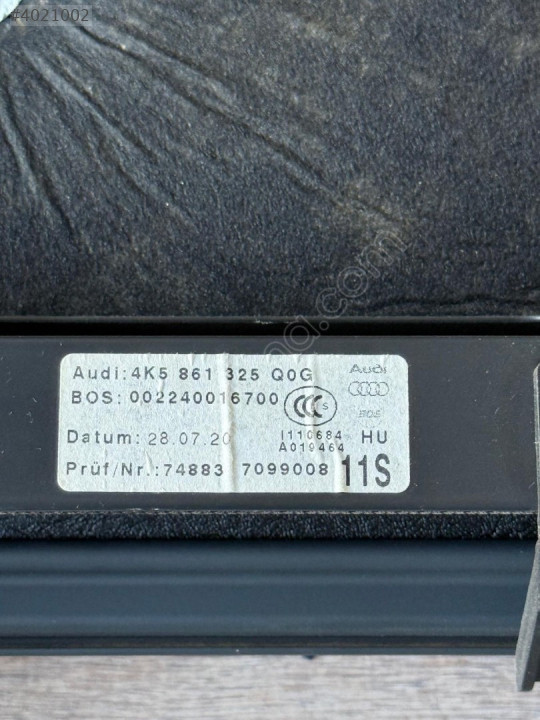 #4021002
Audi:4K5 861 325 Q0G
BOS: 002240016700
CCC S
Audi
BOS
Datum: 28.07.20
I110684
A019464
HU
Prüf/Nr.:74883 7099008
11S